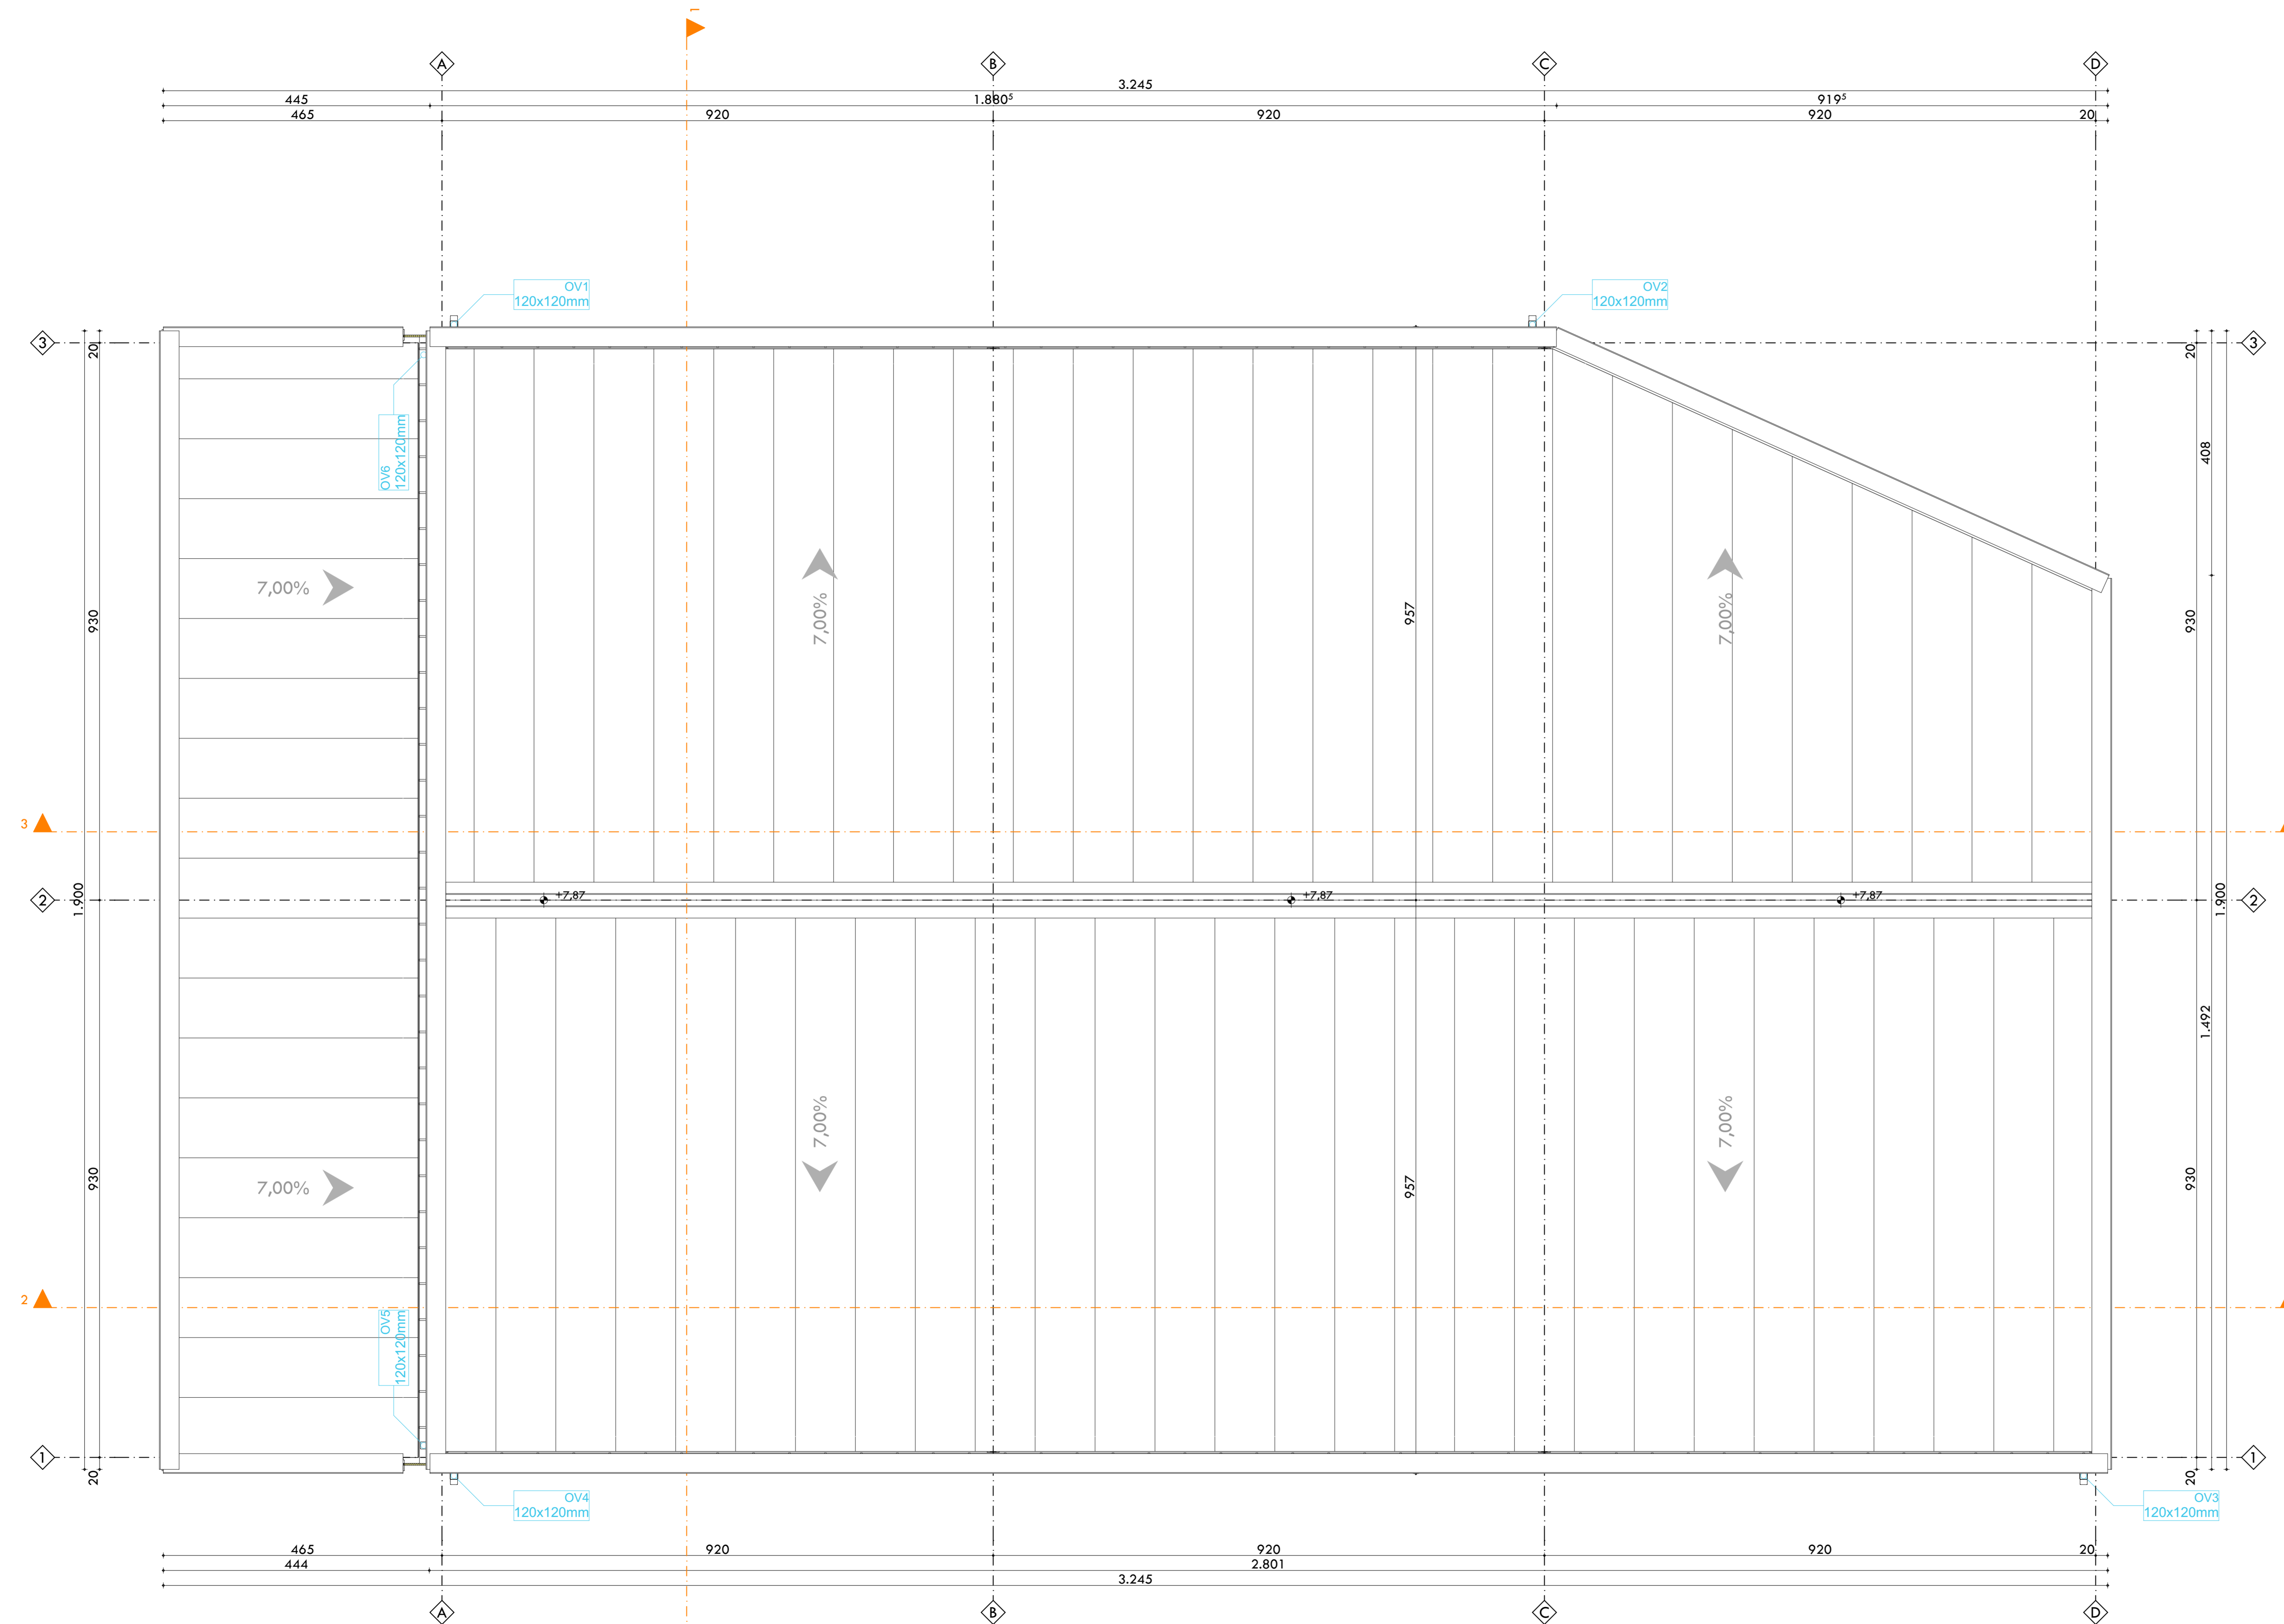 1
A B C D
3.245
445 1.880⁵ 919⁵
465 920 920 920 20
OV1
120x120mm
OV2
120x120mm
3 3
20 20
OV6
120x120mm
408
7,00%
930
7,00%
957
7,00%
930
3
1.900
2
+7,87 +7,87 +7,87
1.900
2
1.492
7,00%
930
7,00%
957
7,00%
930
2
OV5
120x120mm
1 1
20 20
OV4
120x120mm
OV3
120x120mm
465 920 920 920 20
444 2.801
3.245
A B C D